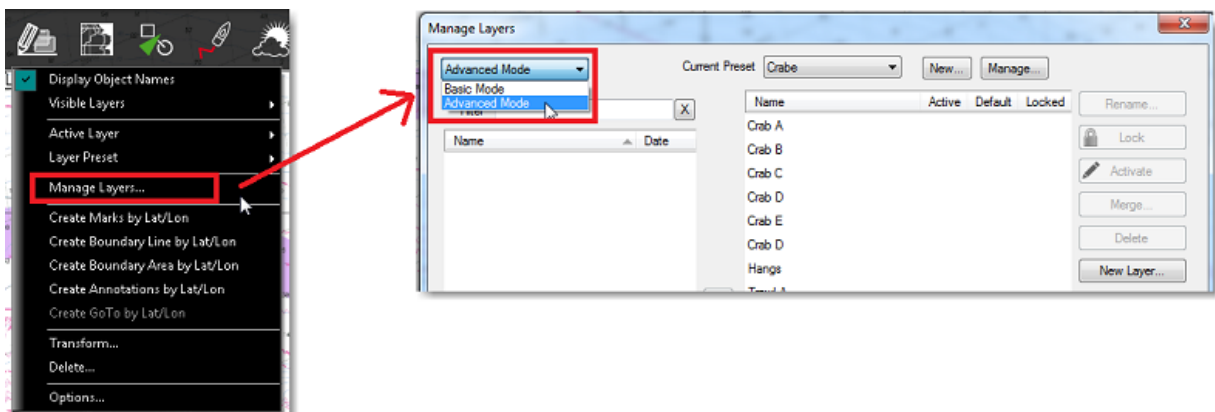 Display Object Names
Visible Layers
Active Layer
Layer Preset
Manage Layers...
Create Marks by Lat/Lon
Create Boundary Line by Lat/Lon
Create Boundary Area by Lat/Lon
Create Annotations by Lat/Lon
Create GoTo by Lat/Lon
Transform...
Delete...
Options...
Manage Layers
Advanced Mode
Current Preset Crabe New... Manage...
Basic Mode
Advanced Mode
Filter X
Name Date
Name Active Default Locked
Crab A
Crab B
Crab C
Crab D
Crab E
Crab D
Hangs
Rename...
Lock
Activate
Merge...
Delete
New Layer...